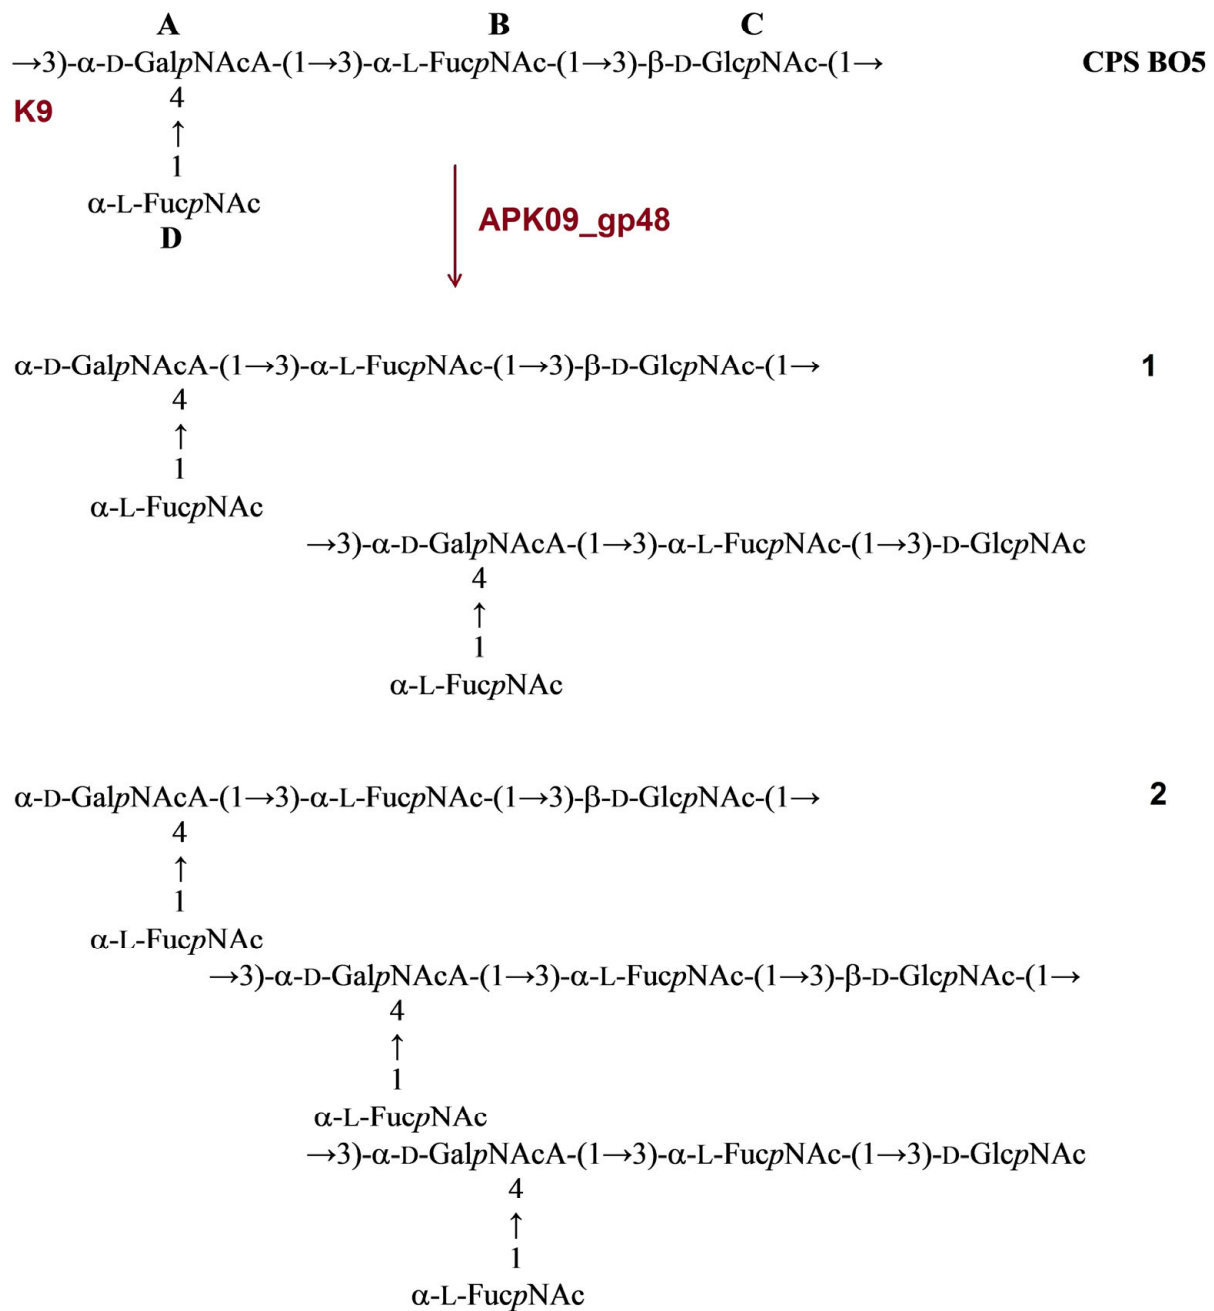 A B C
→3)-α-D-GalpNAcA-(1→3)-α-L-FucpNAc-(1→3)-β-D-GlcpNAc-(1→ CPS BO5
K9 4
↑
1
α-L-FucpNAc
D
APK09_gp48
α-D-GalpNAcA-(1→3)-α-L-FucpNAc-(1→3)-β-D-GlcpNAc-(1→ 1
4
↑
1
α-L-FucpNAc
→3)-α-D-GalpNAcA-(1→3)-α-L-FucpNAc-(1→3)-D-GlcpNAc
4
↑
1
α-L-FucpNAc
α-D-GalpNAcA-(1→3)-α-L-FucpNAc-(1→3)-β-D-GlcpNAc-(1→ 2
4
↑
1
α-L-FucpNAc
→3)-α-D-GalpNAcA-(1→3)-α-L-FucpNAc-(1→3)-β-D-GlcpNAc-(1→
4
↑
1
α-L-FucpNAc
→3)-α-D-GalpNAcA-(1→3)-α-L-FucpNAc-(1→3)-D-GlcpNAc
4
↑
1
α-L-FucpNAc